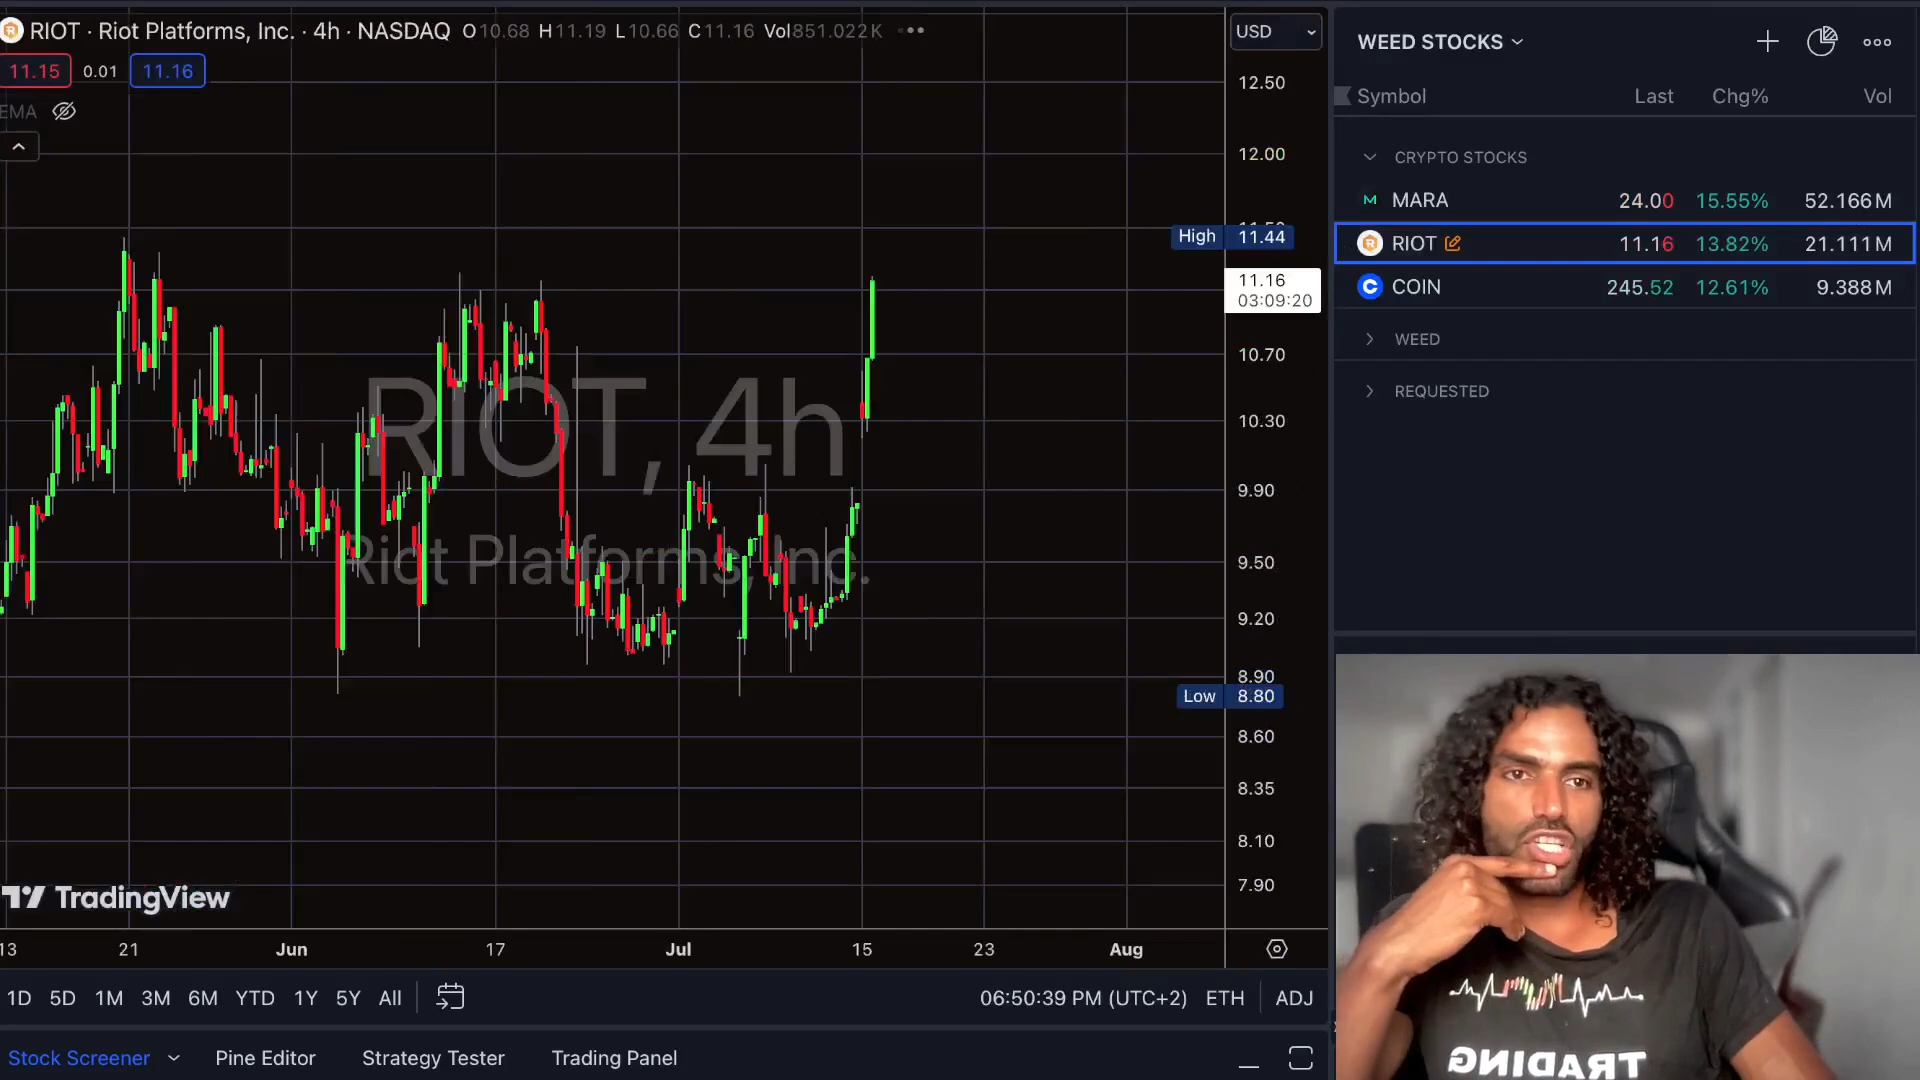 RIOT · Riot Platforms, Inc. · 4h · NASDAQ O10.68 H11.19 L10.66 C11.16 Vol851.022K
11.15 0.01 11.16
EMA
USD
12.50
12.00
High 11.44
11.16
03:09:20
10.70
10.30
9.90
9.50
9.20
8.90
Low 8.80
8.60
8.35
8.10
7.90
RIOT, 4h
Riot Platforms, Inc.
TradingView
13 21 Jun 17 Jul 15 23 Aug
1D 5D 1M 3M 6M YTD 1Y 5Y All
06:50:39 PM (UTC+2) ETH ADJ
Stock Screener Pine Editor Strategy Tester Trading Panel
WEED STOCKS
Symbol Last Chg% Vol
CRYPTO STOCKS
MARA 24.00 15.55% 52.166M
RIOT 11.16 13.82% 21.111M
COIN 245.52 12.61% 9.388M
WEED
REQUESTED
TRADING